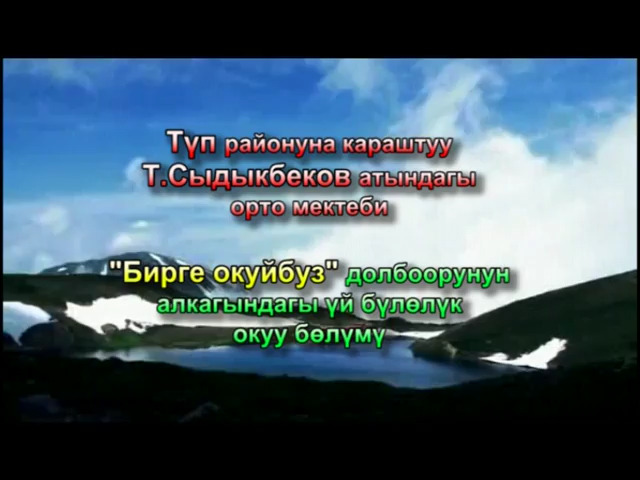 Түп районуна караштуу
Т.Сыдыкбеков атындагы
орто мектеби
"Бирге окуйбуз" долбоорунун
алкагындагы үй бүлөлүк
окуу бөлүмү